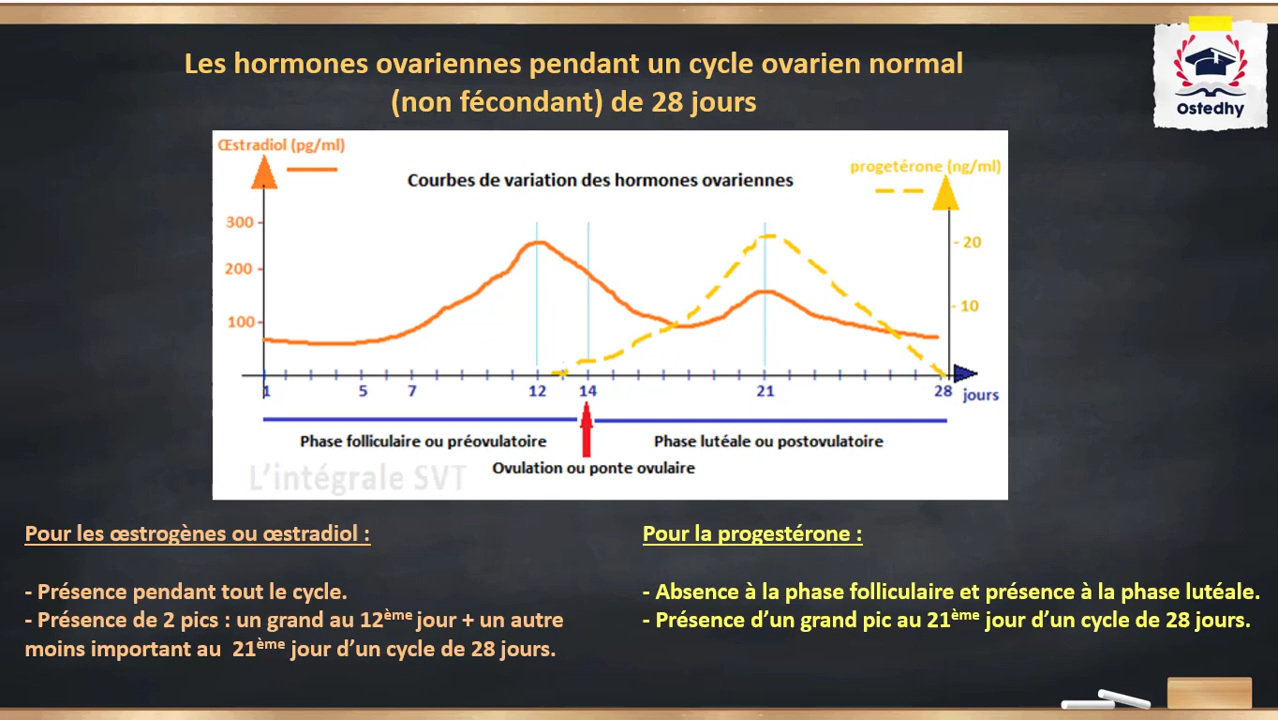 Les hormones ovariennes pendant un cycle ovarien normal
(non fécondant) de 28 jours
Ostedhy
Œstradiol (pg/ml)
progetérone (ng/ml)
Courbes de variation des hormones ovariennes
300
200
100
20
10
1 5 7 12 14 21 28
jours
Phase folliculaire ou préovulatoire
Phase lutéale ou postovulatoire
Ovulation ou ponte ovulaire
L'intégrale SVT
Pour les œstrogènes ou œstradiol :
- Présence pendant tout le cycle.
- Présence de 2 pics : un grand au 12ème jour + un autre
moins important au 21ème jour d’un cycle de 28 jours.
Pour la progestérone :
- Absence à la phase folliculaire et présence à la phase lutéale.
- Présence d’un grand pic au 21ème jour d’un cycle de 28 jours.